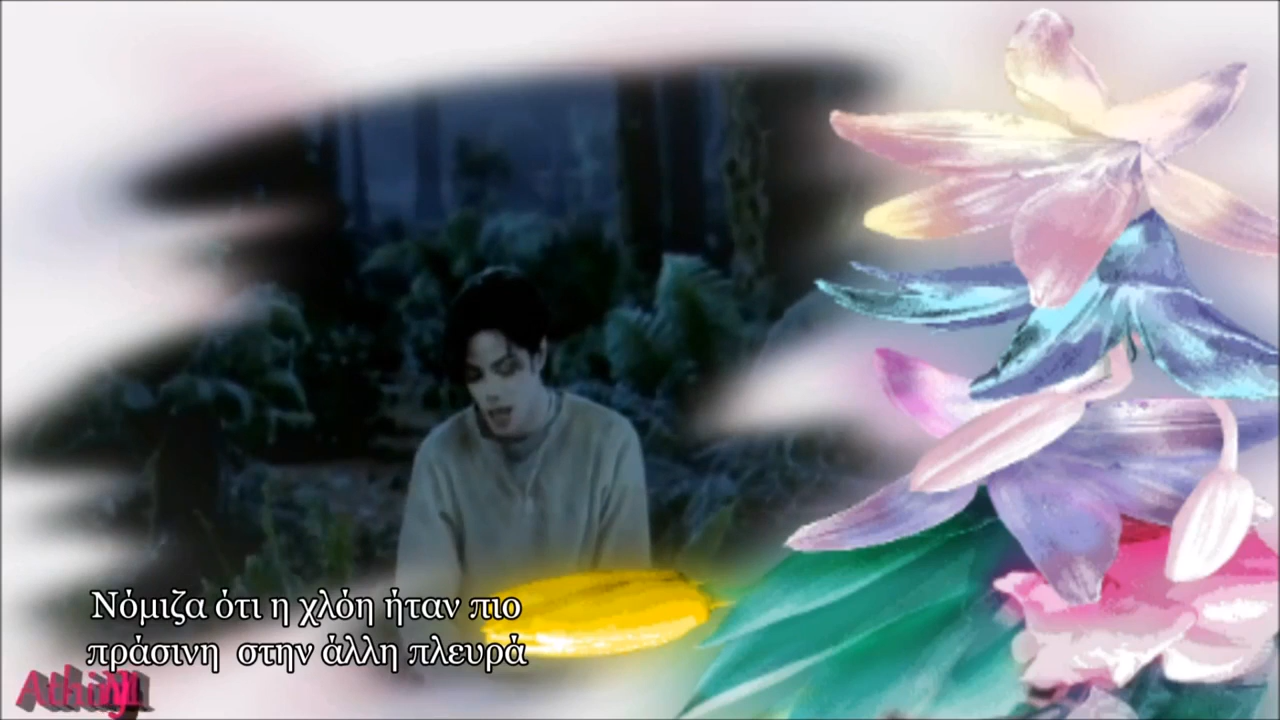 Νόμιζα ότι η χλόη ήταν πιο
πράσινη στην άλλη πλευρά